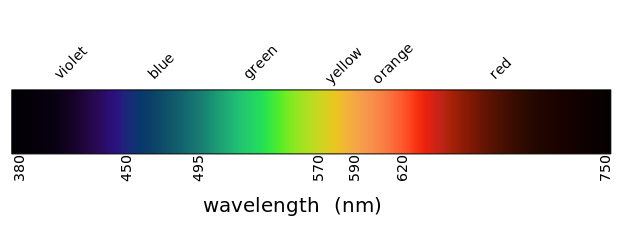 violet blue green yellow orange red
380 450 495 570 590 620 750
wavelength (nm)